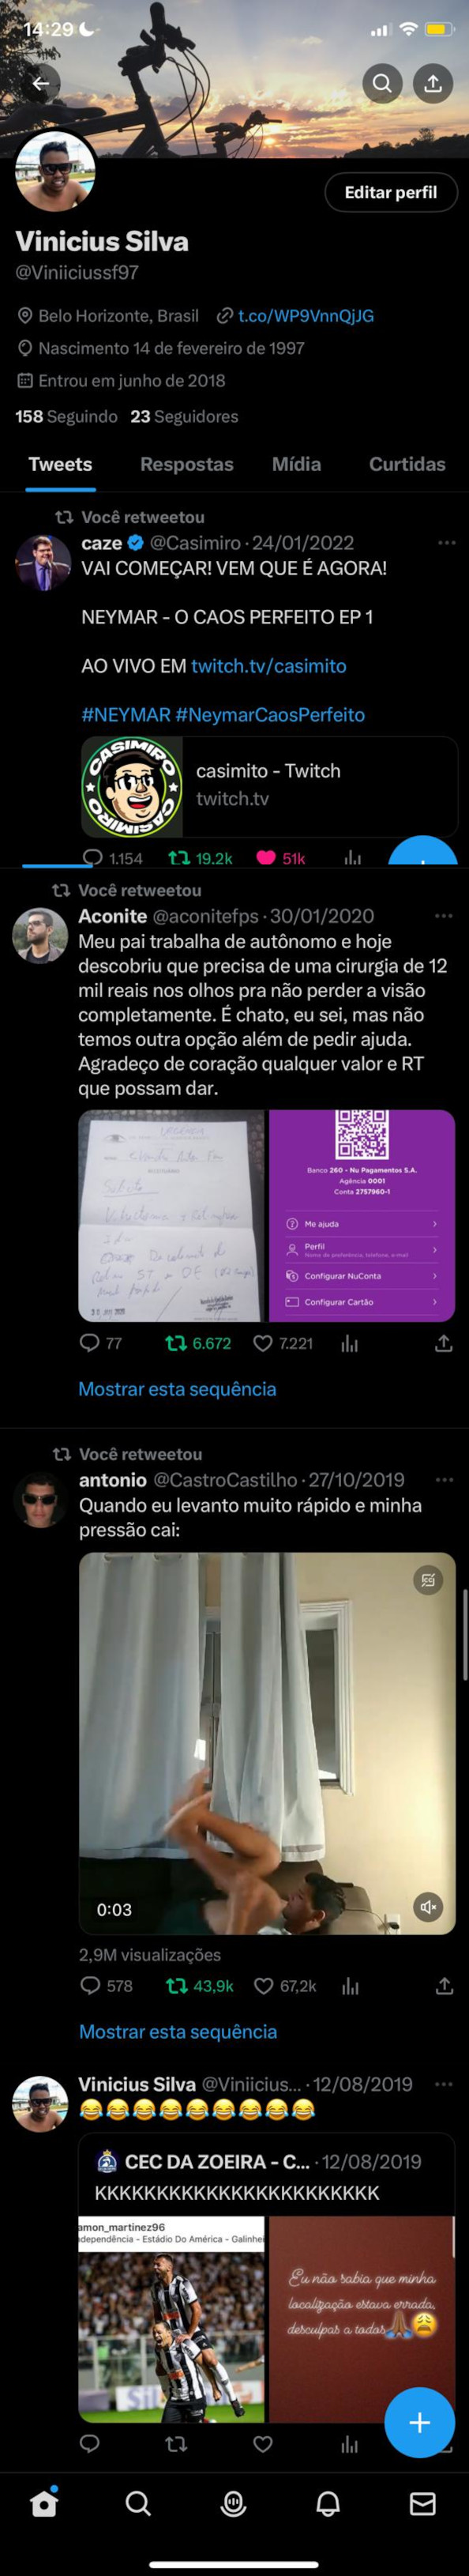 14:29
Editar perfil
Vinicius Silva
@Viniiciussf97
Belo Horizonte, Brasil t.co/WP9VnnQjJG
Nascimento 14 de fevereiro de 1997
Entrou em junho de 2018
158 Seguindo 23 Seguidores
Tweets Respostas Mídia Curtidas
Você retweetou
caze @Casimiro · 24/01/2022
VAI COMEÇAR! VEM QUE É AGORA!
NEYMAR - O CAOS PERFEITO EP 1
AO VIVO EM twitch.tv/casimito
#NEYMAR #NeymarCaosPerfeito
CASIMIRO
CASIMIRO
casimito - Twitch
twitch.tv
1.154 19.2k 51k
Você retweetou
Aconite @aconitefps · 30/01/2020
Meu pai trabalha de autônomo e hoje
descobriu que precisa de uma cirurgia de 12
mil reais nos olhos pra não perder a visão
completamente. É chato, eu sei, mas não
temos outra opção além de pedir ajuda.
Agradeço de coração qualquer valor e RT
que possam dar.
URGENCIA
Banco 260 - Nu Pagamentos S.A.
Agência 0001
Conta 2757960-1
Me ajuda
Perfil
Nome de preferência, telefone, e-mail
Configurar NuConta
Configurar Cartão
77 6.672 7.221
Mostrar esta sequência
Você retweetou
antonio @CastroCastilho · 27/10/2019
Quando eu levanto muito rápido e minha
pressão cai:
0:03
2,9M visualizações
578 43,9k 67,2k
Mostrar esta sequência
Vinicius Silva @Viniicius... · 12/08/2019
😂😂😂😂😂😂😂😂😂
CEC DA ZOEIRA - C... · 12/08/2019
KKKKKKKKKKKKKKKKKKKKKKK
amon_martinez96
dependência - Estádio Do América - Galinhei
Eu não sabia que minha
localização estava errada,
desculpas a todos🙏🏾😩